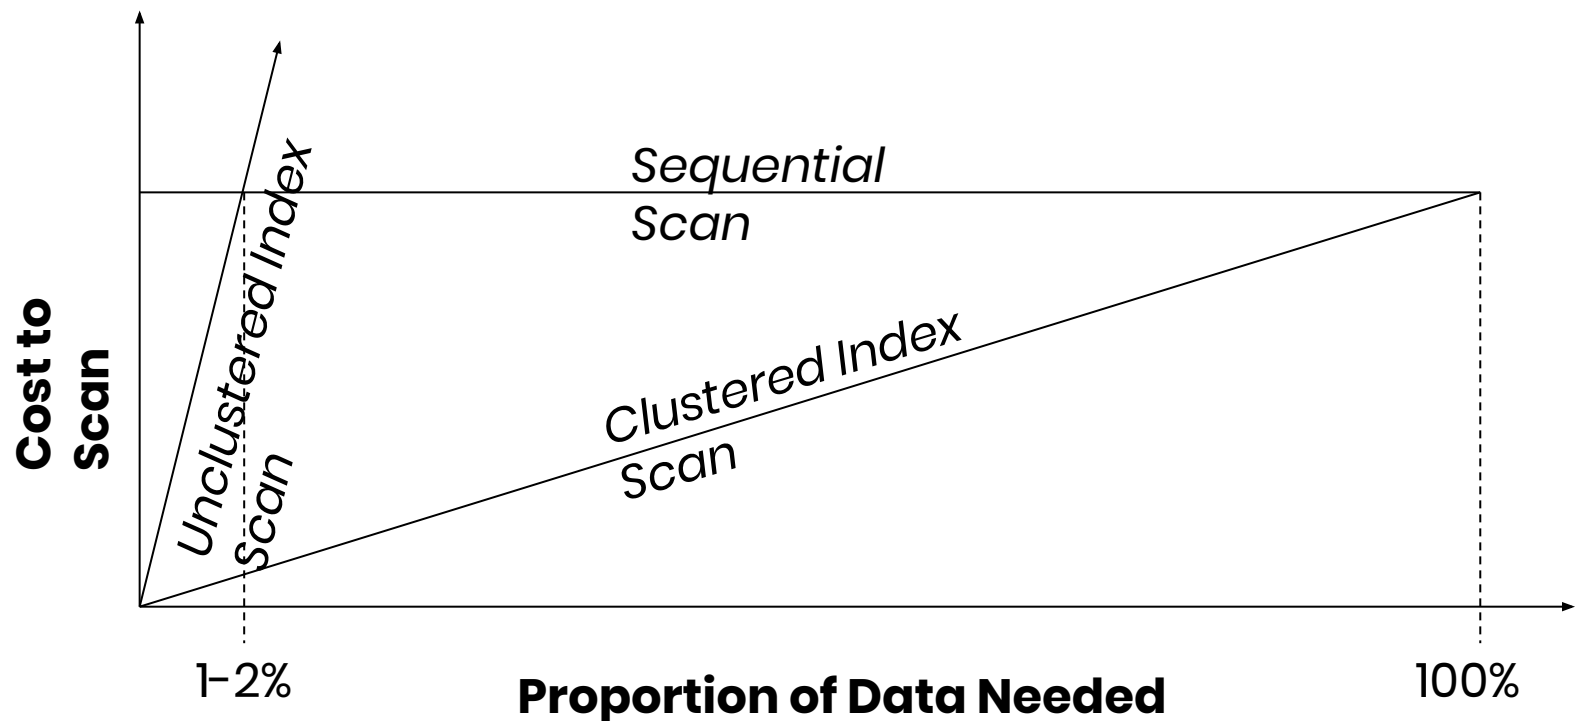 Sequential
Scan
Unclustered Index
Scan
Clustered Index
Scan
Cost to
Scan
1-2%
Proportion of Data Needed
100%